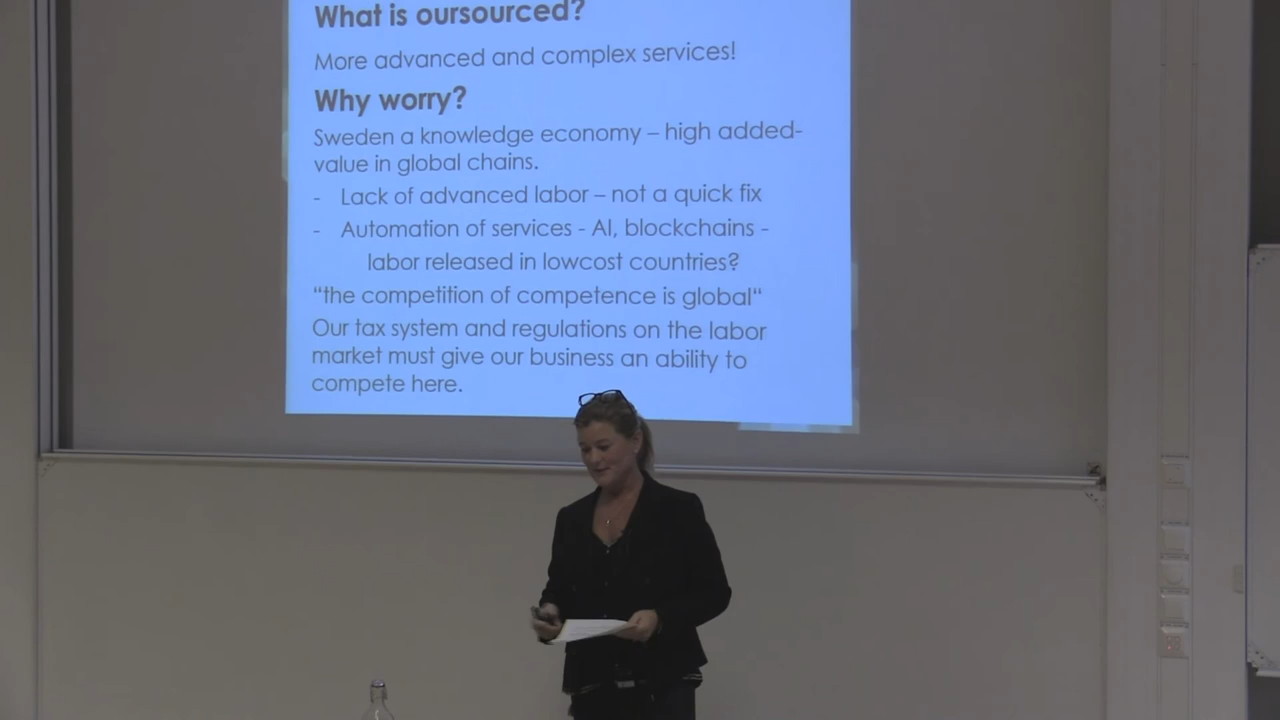 What is oursourced?
More advanced and complex services!
Why worry?
Sweden a knowledge economy – high added-
value in global chains.
- Lack of advanced labor – not a quick fix
- Automation of services - AI, blockchains -
labor released in lowcost countries?
“the competition of competence is global“
Our tax system and regulations on the labor
market must give our business an ability to
compete here.